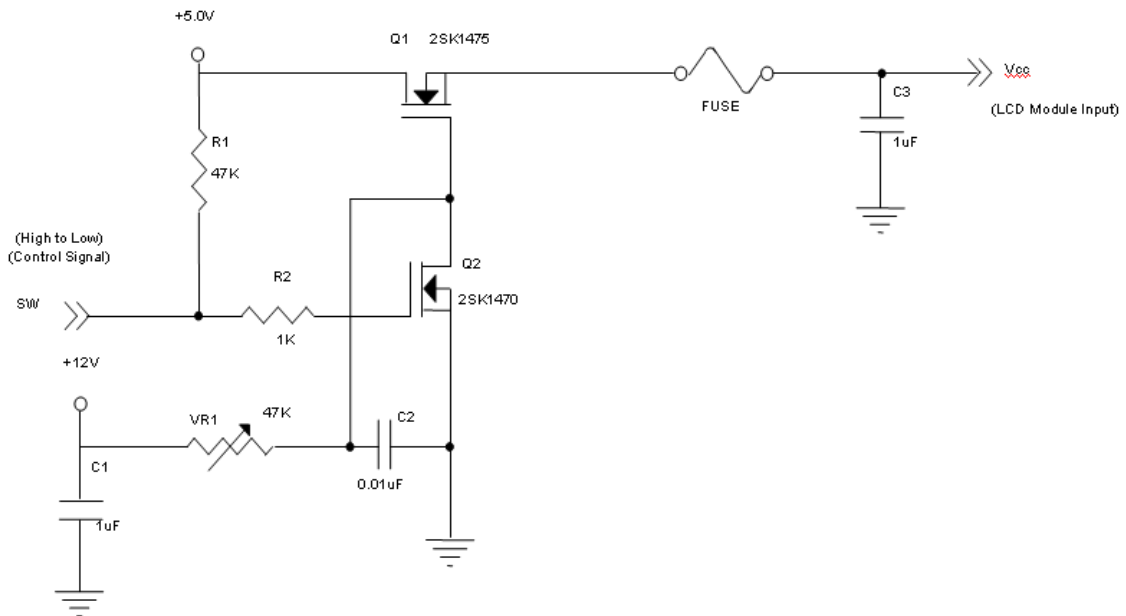 +5.0V
Q1 2SK1475
Vcc
FUSE
C3
(LCD Module Input)
R1
47K
1uF
(High to Low)
(Control Signal)
R2
Q2
SW
2SK1470
1K
+12V
VR1
47K
C2
C1
0.01uF
1uF